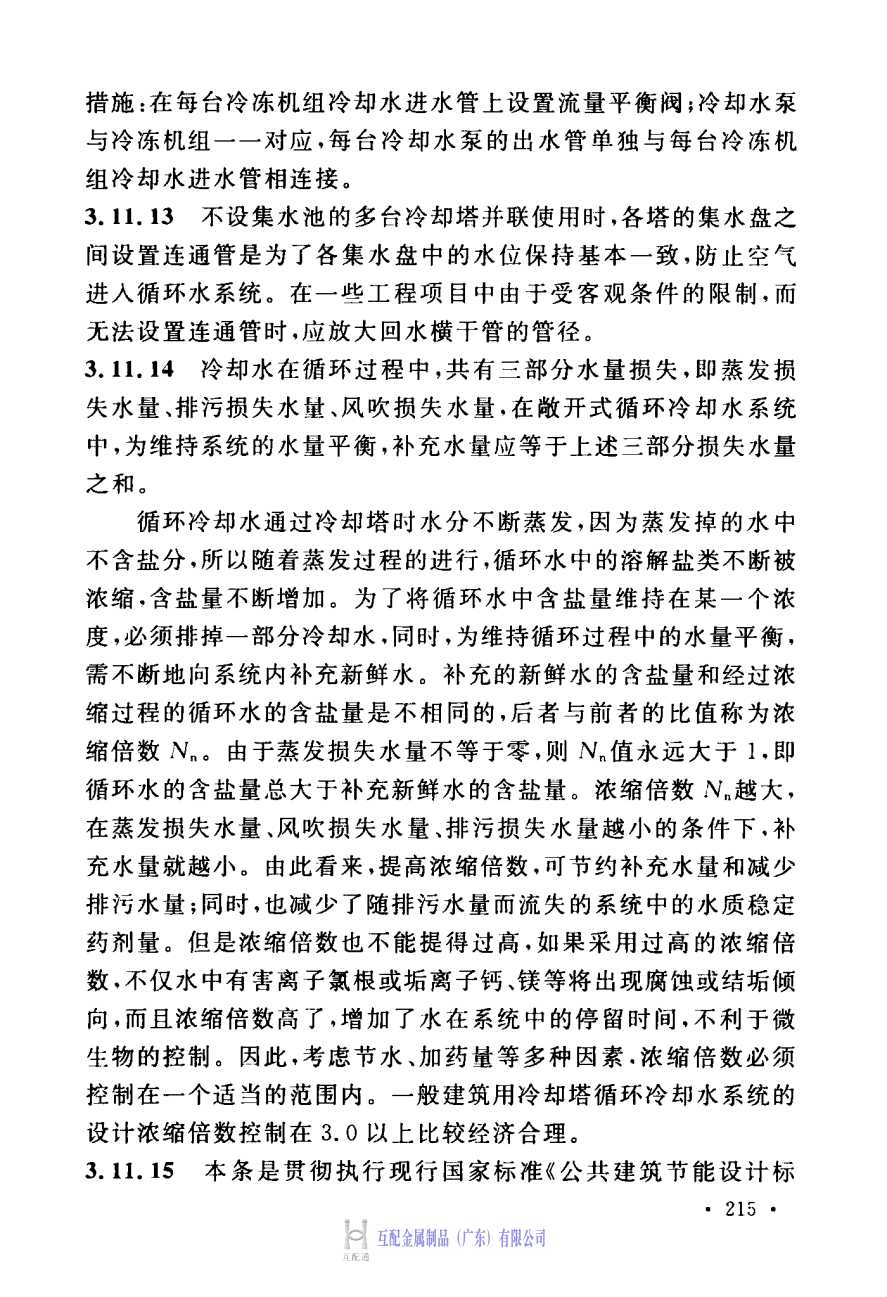 措施:在每台冷冻机组冷却水进水管上设置流量平衡阀;冷却水泵
与冷冻机组一一对应,每台冷却水泵的出水管单独与每台冷冻机
组冷却水进水管相连接。
3.11.13 不设集水池的多台冷却塔并联使用时,各塔的集水盘之
间设置连通管是为了各集水盘中的水位保持基本一致,防止空气
进入循环水系统。在一些工程项目中由于受客观条件的限制,而
无法设置连通管时,应放大回水横干管的管径。
3.11.14 冷却水在循环过程中,共有三部分水量损失,即蒸发损
失水量、排污损失水量、风吹损失水量,在敞开式循环冷却水系统
中,为维持系统的水量平衡,补充水量应等于上述三部分损失水量
之和。
循环冷却水通过冷却塔时水分不断蒸发,因为蒸发掉的水中
不含盐分,所以随着蒸发过程的进行,循环水中的溶解盐类不断被
浓缩,含盐量不断增加。为了将循环水中含盐量维持在某一个浓
度,必须排掉一部分冷却水,同时,为维持循环过程中的水量平衡,
需不断地向系统内补充新鲜水。补充的新鲜水的含盐量和经过浓
缩过程的循环水的含盐量是不相同的,后者与前者的比值称为浓
缩倍数 Nₙ。由于蒸发损失水量不等于零,则 Nₙ值永远大于 1,即
循环水的含盐量总大于补充新鲜水的含盐量。浓缩倍数 Nₙ越大,
在蒸发损失水量、风吹损失水量、排污损失水量越小的条件下,补
充水量就越小。由此看来,提高浓缩倍数,可节约补充水量和减少
排污水量;同时,也减少了随排污水量而流失的系统中的水质稳定
药剂量。但是浓缩倍数也不能提得过高,如果采用过高的浓缩倍
数,不仅水中有害离子氯根或垢离子钙、镁等将出现腐蚀或结垢倾
向,而且浓缩倍数高了,增加了水在系统中的停留时间,不利于微
生物的控制。因此,考虑节水、加药量等多种因素,浓缩倍数必须
控制在一个适当的范围内。一般建筑用冷却塔循环冷却水系统的
设计浓缩倍数控制在 3.0 以上比较经济合理。
3.11.15 本条是贯彻执行现行国家标准《公共建筑节能设计标
· 215 ·
互配金属制品（广东）有限公司
互配通